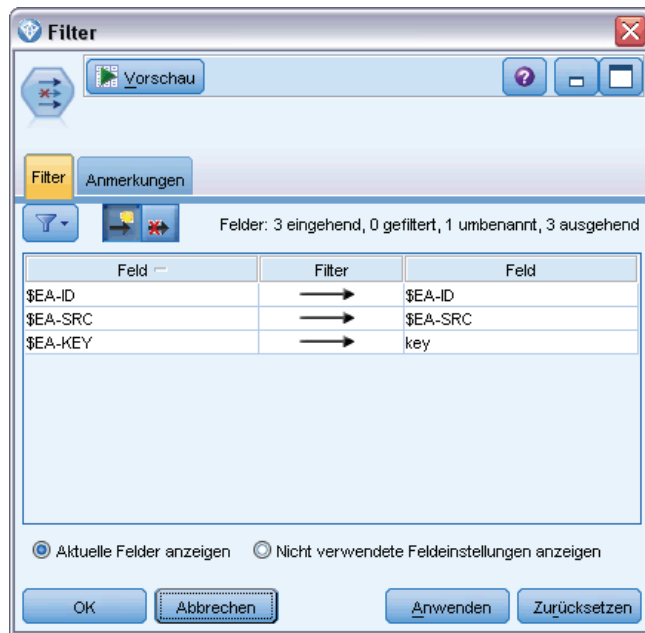 Filter
Vorschau
Filter
Anmerkungen
Felder: 3 eingehend, 0 gefiltert, 1 umbenannt, 3 ausgehend
Feld Filter Feld
$EA-ID $EA-ID
$EA-SRC $EA-SRC
$EA-KEY key
Aktuelle Felder anzeigen Nicht verwendete Feldeinstellungen anzeigen
OK Abbrechen Anwenden Zurücksetzen